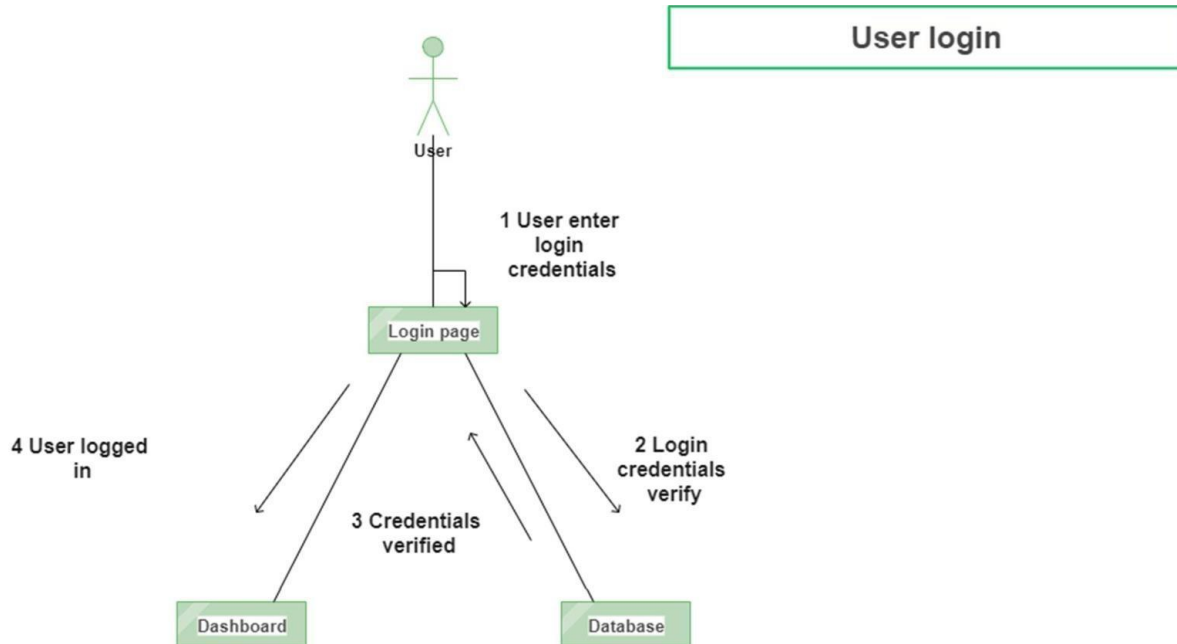 User login
User
1 User enter
login
credentials
Login page
4 User logged
in
2 Login
credentials
verify
3 Credentials
verified
Dashboard
Database